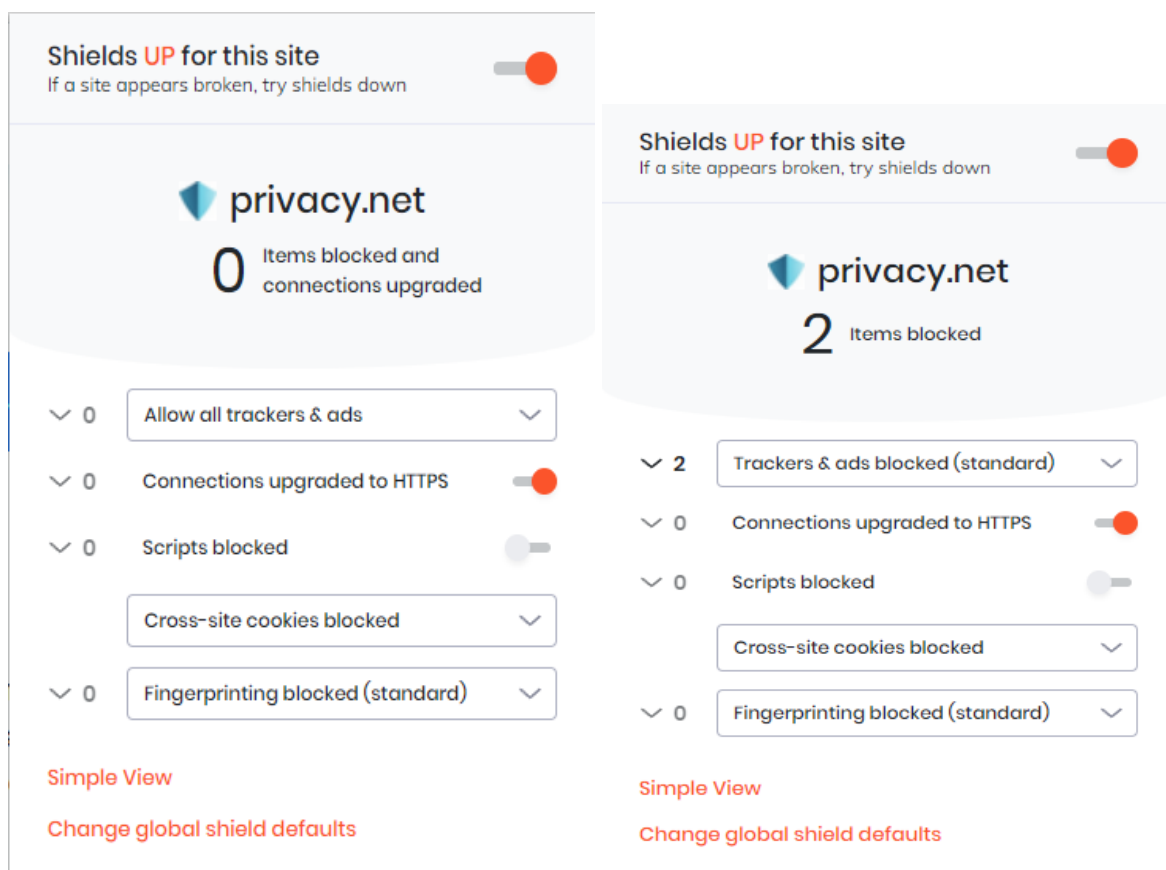 Shields UP for this site
If a site appears broken, try shields down
privacy.net
0 Items blocked and
connections upgraded
0 Allow all trackers & ads
0 Connections upgraded to HTTPS
0 Scripts blocked
Cross-site cookies blocked
0 Fingerprinting blocked (standard)
Simple View
Change global shield defaults
Shields UP for this site
If a site appears broken, try shields down
privacy.net
2 Items blocked
2 Trackers & ads blocked (standard)
0 Connections upgraded to HTTPS
0 Scripts blocked
Cross-site cookies blocked
0 Fingerprinting blocked (standard)
Simple View
Change global shield defaults